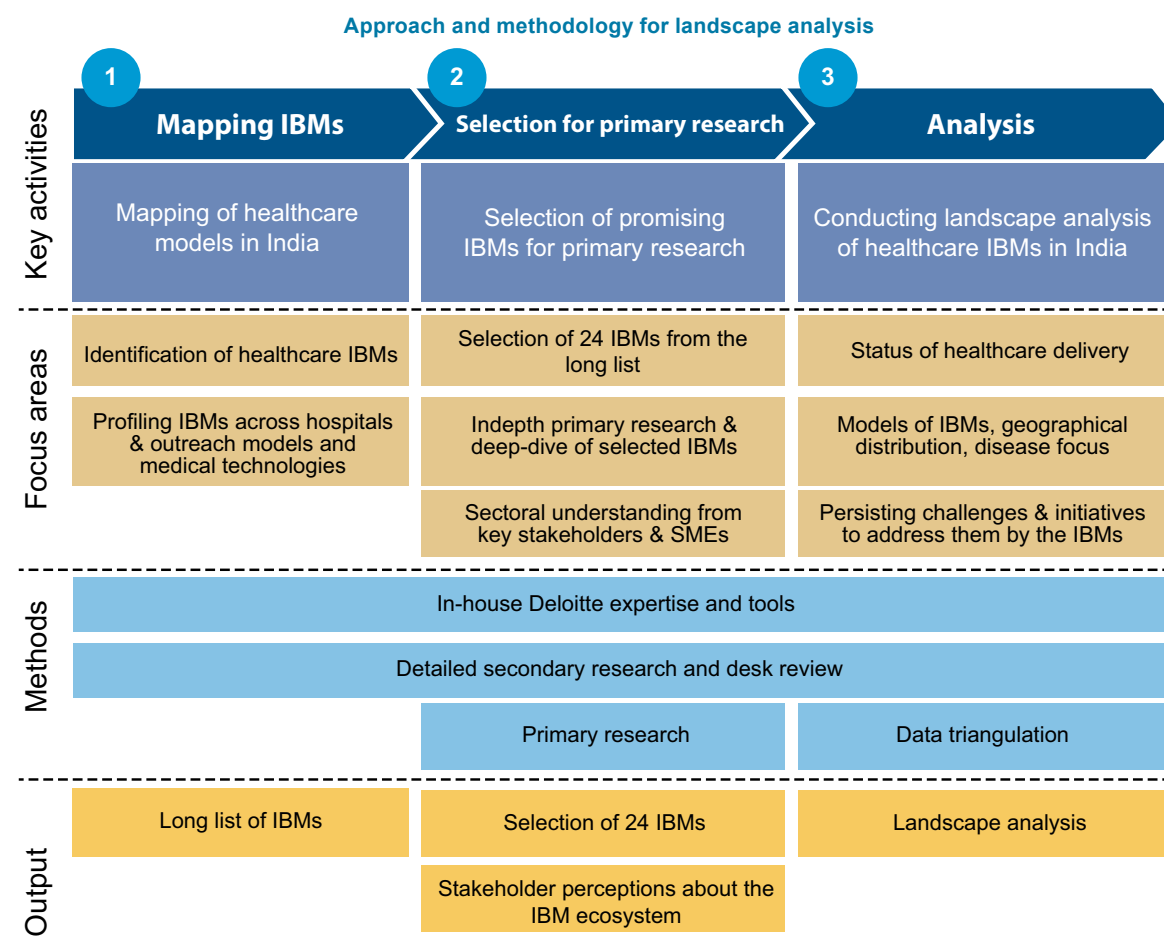 Approach and methodology for landscape analysis
1
2
3
Mapping IBMs
Selection for primary research
Analysis
Key activities
Mapping of healthcare
models in India
Selection of promising
IBMs for primary research
Conducting landscape analysis
of healthcare IBMs in India
Focus areas
Identification of healthcare IBMs
Selection of 24 IBMs from the
long list
Status of healthcare delivery
Profiling IBMs across hospitals
& outreach models and
medical technologies
Indepth primary research &
deep-dive of selected IBMs
Models of IBMs, geographical
distribution, disease focus
Sectoral understanding from
key stakeholders & SMEs
Persisting challenges & initiatives
to address them by the IBMs
Methods
In-house Deloitte expertise and tools
Detailed secondary research and desk review
Primary research
Data triangulation
Output
Long list of IBMs
Selection of 24 IBMs
Landscape analysis
Stakeholder perceptions about the
IBM ecosystem